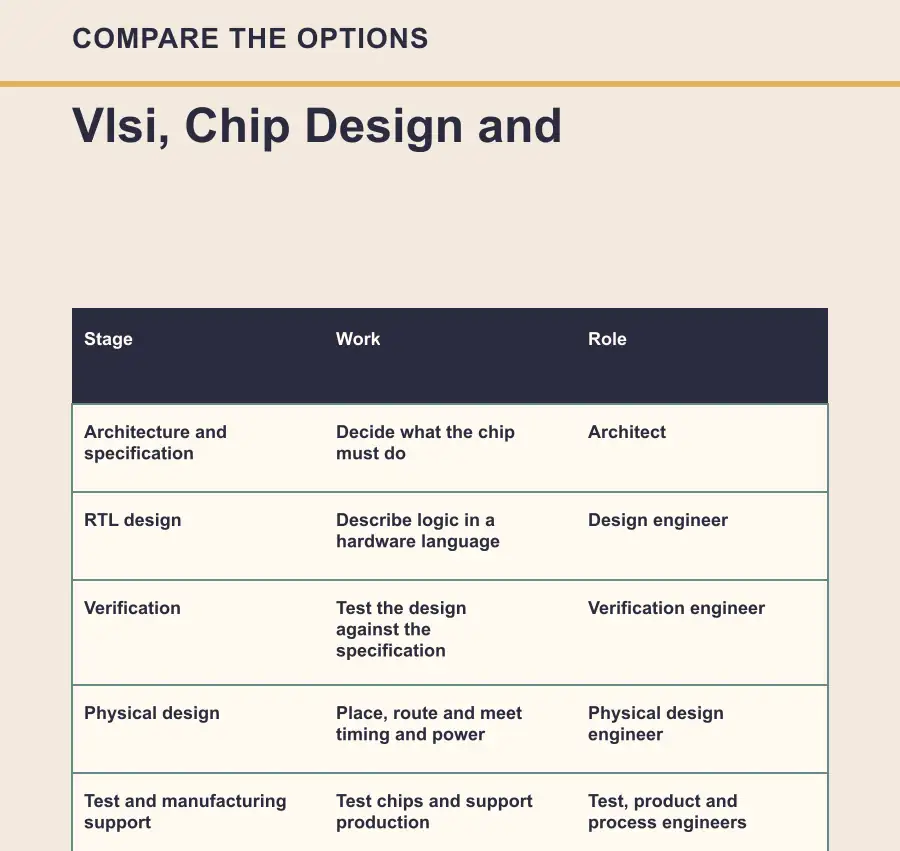 COMPARE THE OPTIONS
Vlsi, Chip Design and
Stage Work Role
Architecture and specification Decide what the chip must do Architect
RTL design Describe logic in a hardware language Design engineer
Verification Test the design against the specification Verification engineer
Physical design Place, route and meet timing and power Physical design engineer
Test and manufacturing support Test chips and support production Test, product and process engineers